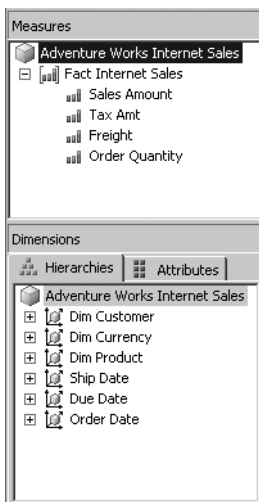 Measures
Adventure Works Internet Sales
Fact Internet Sales
Sales Amount
Tax Amt
Freight
Order Quantity
Dimensions
Hierarchies
Attributes
Adventure Works Internet Sales
Dim Customer
Dim Currency
Dim Product
Ship Date
Due Date
Order Date